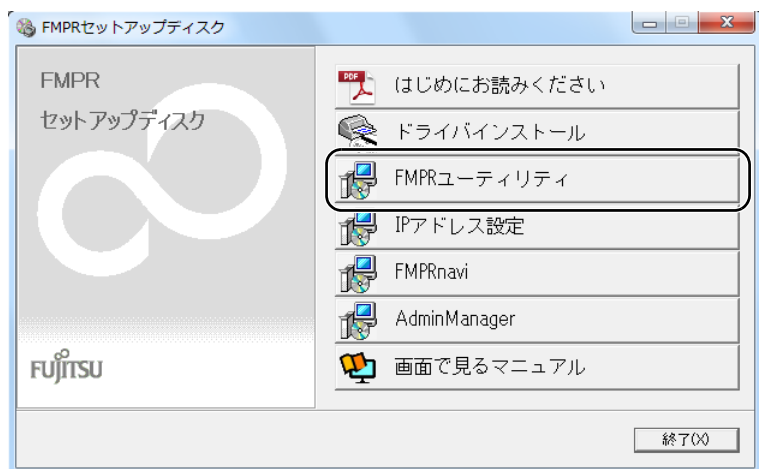 FMPRセットアップディスク
FMPR
セットアップディスク
PDF
はじめにお読みください
ドライバインストール
FMPRユーティリティ
IPアドレス設定
FMPRnavi
AdminManager
画面で見るマニュアル
FUJITSU
終了(X)